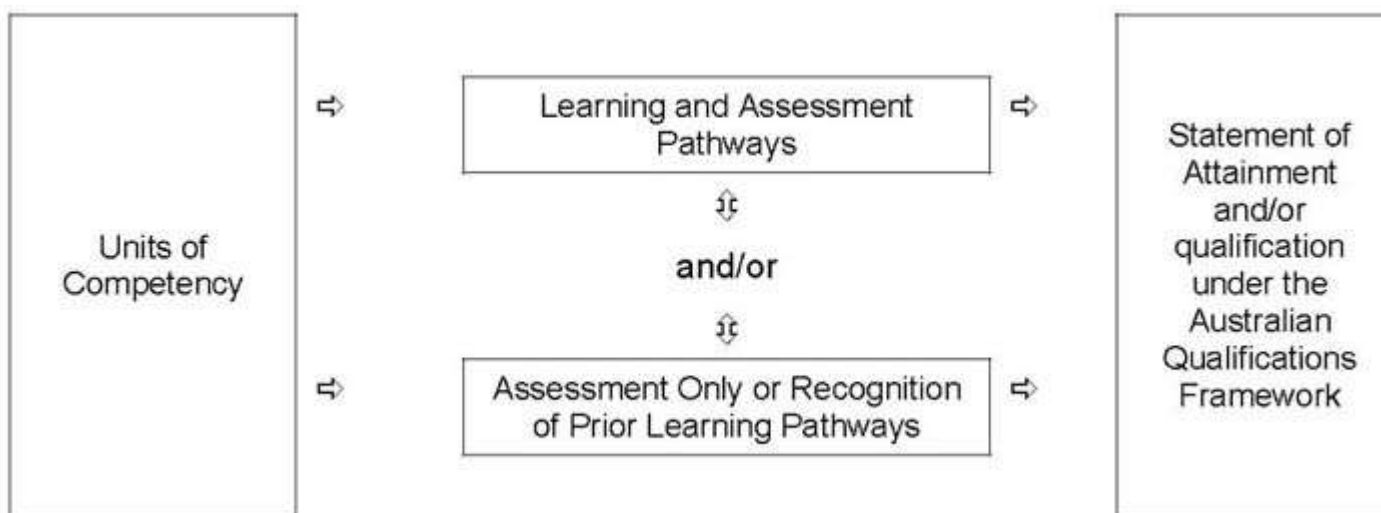 Units of
Competency
Learning and Assessment
Pathways
and/or
Assessment Only or Recognition
of Prior Learning Pathways
Statement of
Attainment
and/or
qualification
under the
Australian
Qualifications
Framework